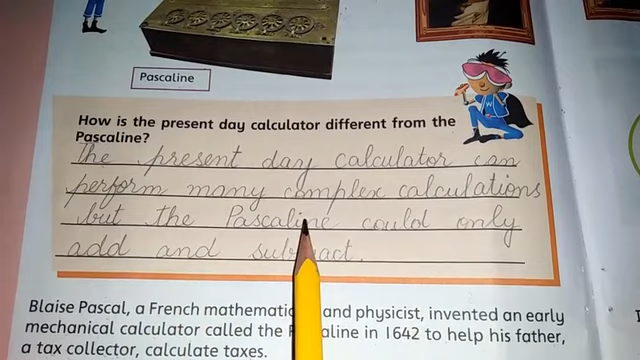 Pascaline
How is the present day calculator different from the
Pascaline?
The present day calculator can
perform many complex calculations
but the Pascaline could only
add and subtract.
Blaise Pascal, a French mathematic and physicist, invented an early
mechanical calculator called the P aline in 1642 to help his father,
a tax collector, calculate taxes.